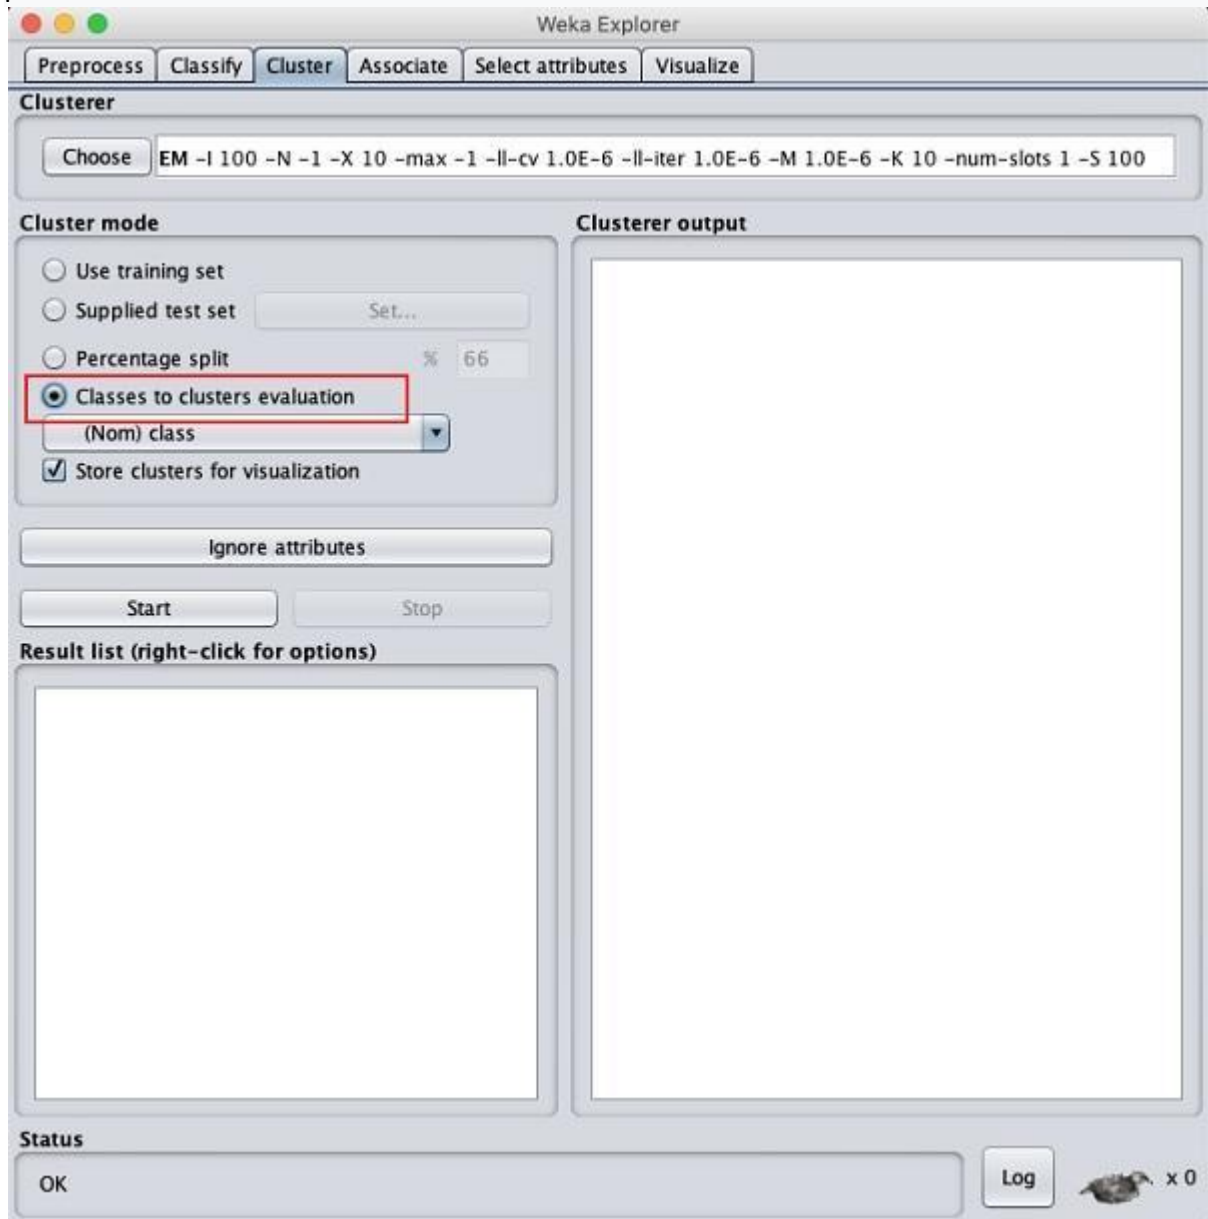 Weka Explorer
Preprocess Classify Cluster Associate Select attributes Visualize
Clusterer
Choose EM -I 100 -N -1 -X 10 -max -1 -ll-cv 1.0E-6 -ll-iter 1.0E-6 -M 1.0E-6 -K 10 -num-slots 1 -S 100
Cluster mode
Use training set
Supplied test set Set...
Percentage split % 66
Classes to clusters evaluation
(Nom) class
Store clusters for visualization
Ignore attributes
Start Stop
Result list (right-click for options)
Clusterer output
Status
OK
Log x 0